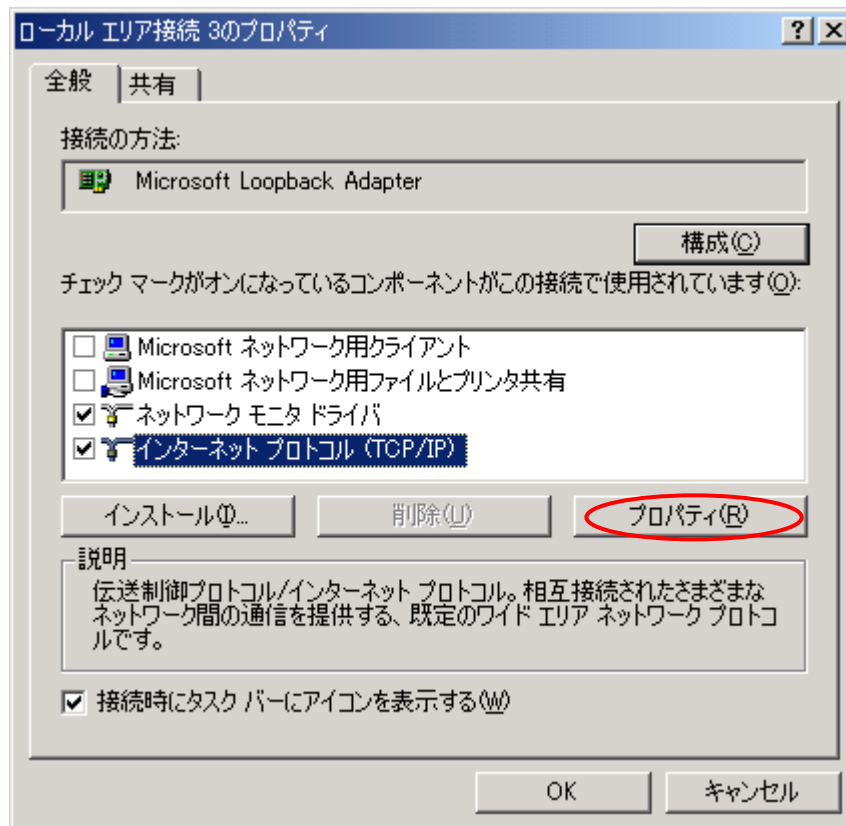 ローカル エリア接続 3のプロパティ
全般
共有
接続の方法:
Microsoft Loopback Adapter
構成(C)
チェック マークがオンになっているコンポーネントがこの接続で使用されています(O):
Microsoft ネットワーク用クライアント
Microsoft ネットワーク用ファイルとプリンタ共有
ネットワーク モニタ ドライバ
インターネット プロトコル (TCP/IP)
インストール(I)...
削除(U)
プロパティ(R)
説明
伝送制御プロトコル/インターネット プロトコル。相互接続されたさまざまな
ネットワーク間の通信を提供する、既定のワイド エリア ネットワーク プロトコ
ルです。
接続時にタスク バーにアイコンを表示する(W)
OK
キャンセル